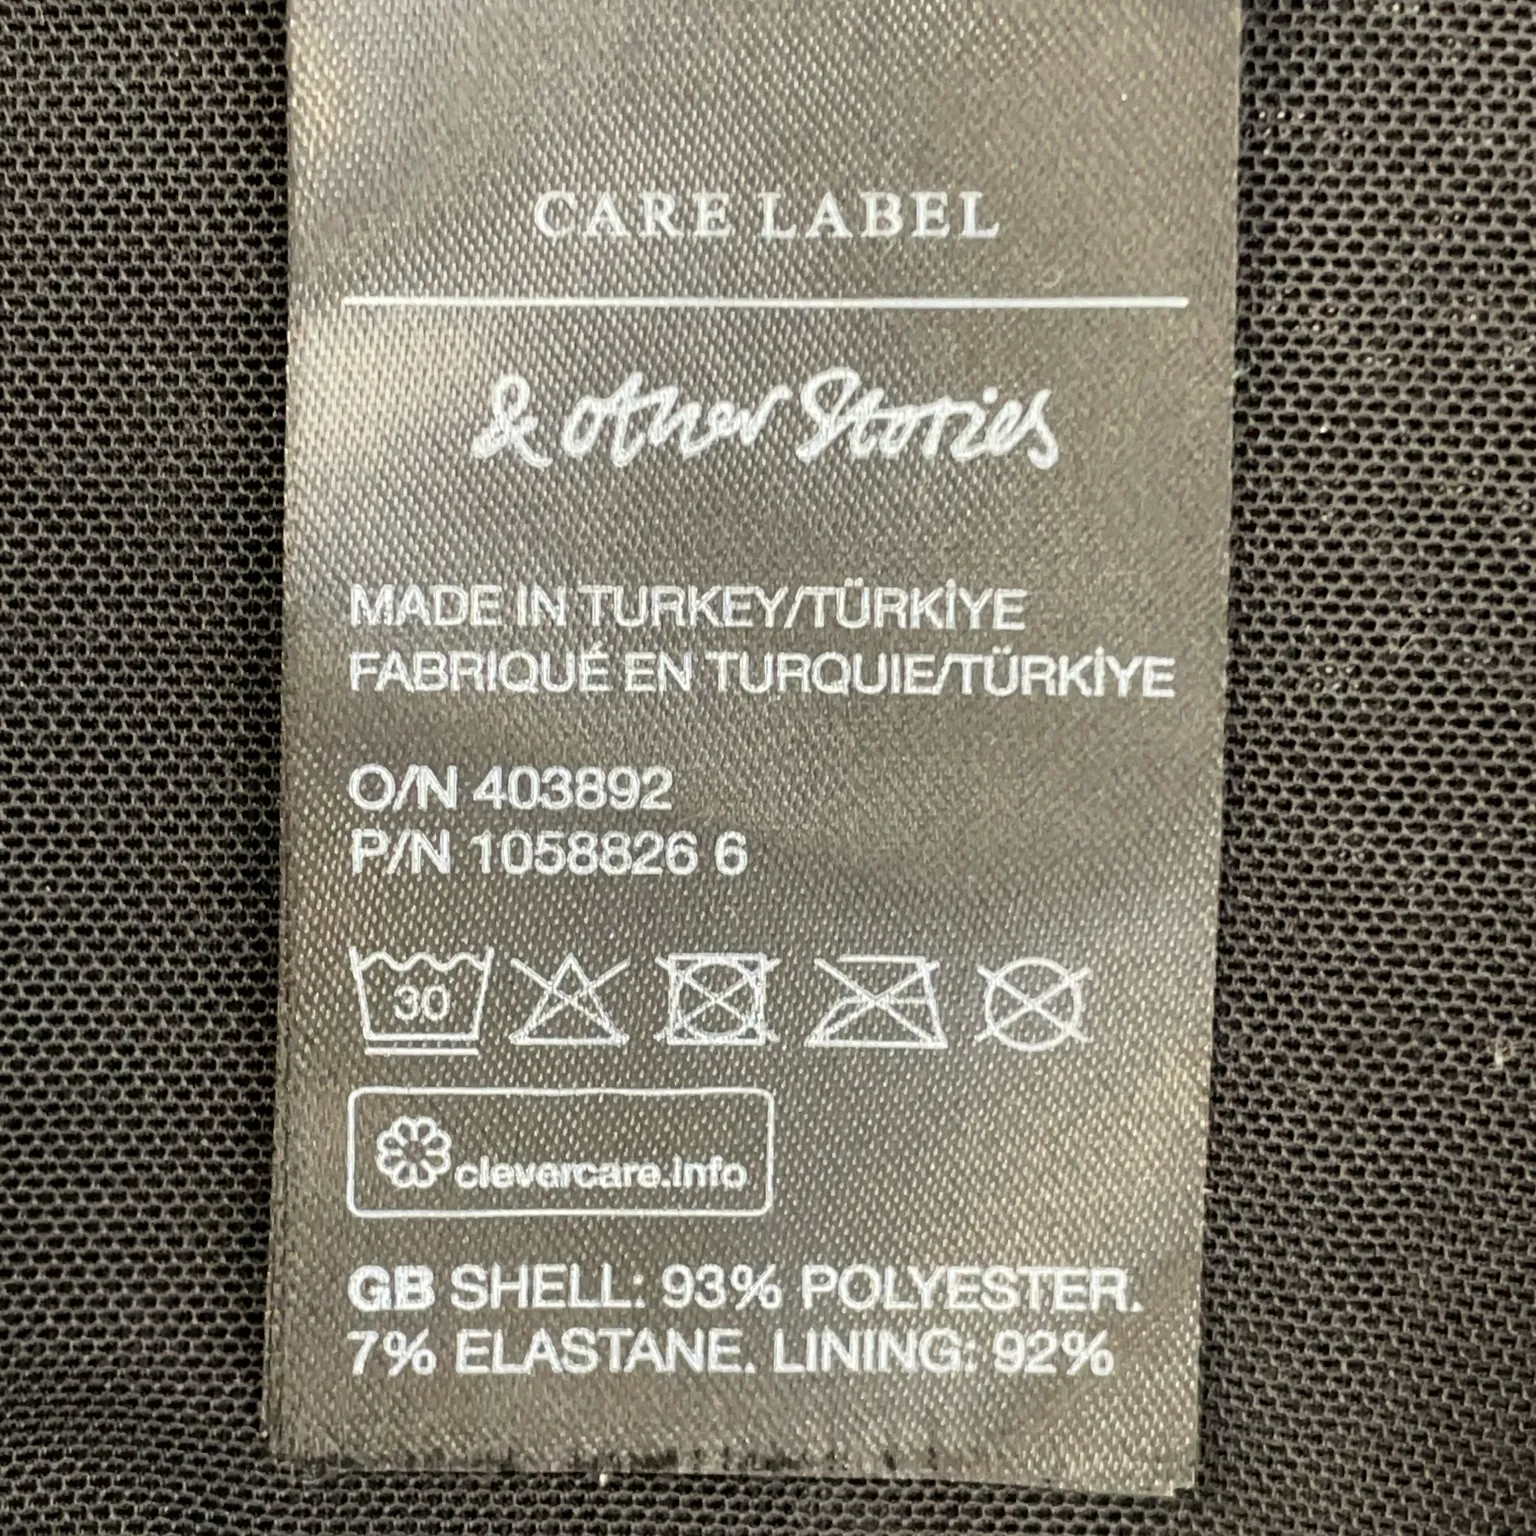 CARE LABEL
& other Stories
MADE IN TURKEY/TÜRKİYE
FABRIQUÉ EN TURQUIE/TÜRKİYE
O/N 403892
P/N 1058826 6
30
clevercare.info
GB SHELL: 93% POLYESTER.
7% ELASTANE. LINING: 92%